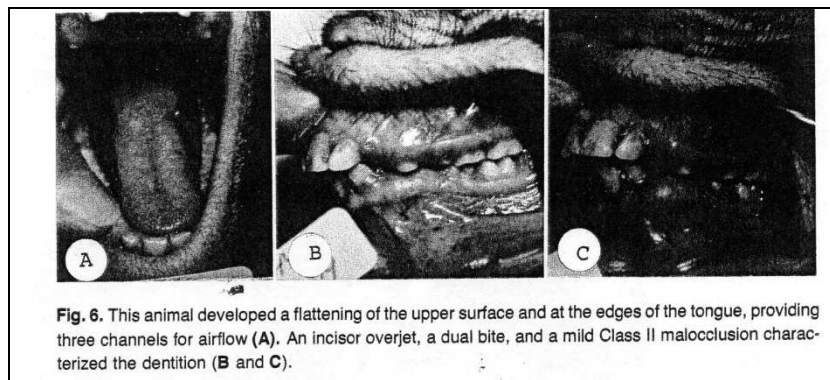 A
B
C
Fig. 6. This animal developed a flattening of the upper surface and at the edges of the tongue, providing
three channels for airflow (A). An incisor overjet, a dual bite, and a mild Class II malocclusion charac-
terized the dentition (B and C).